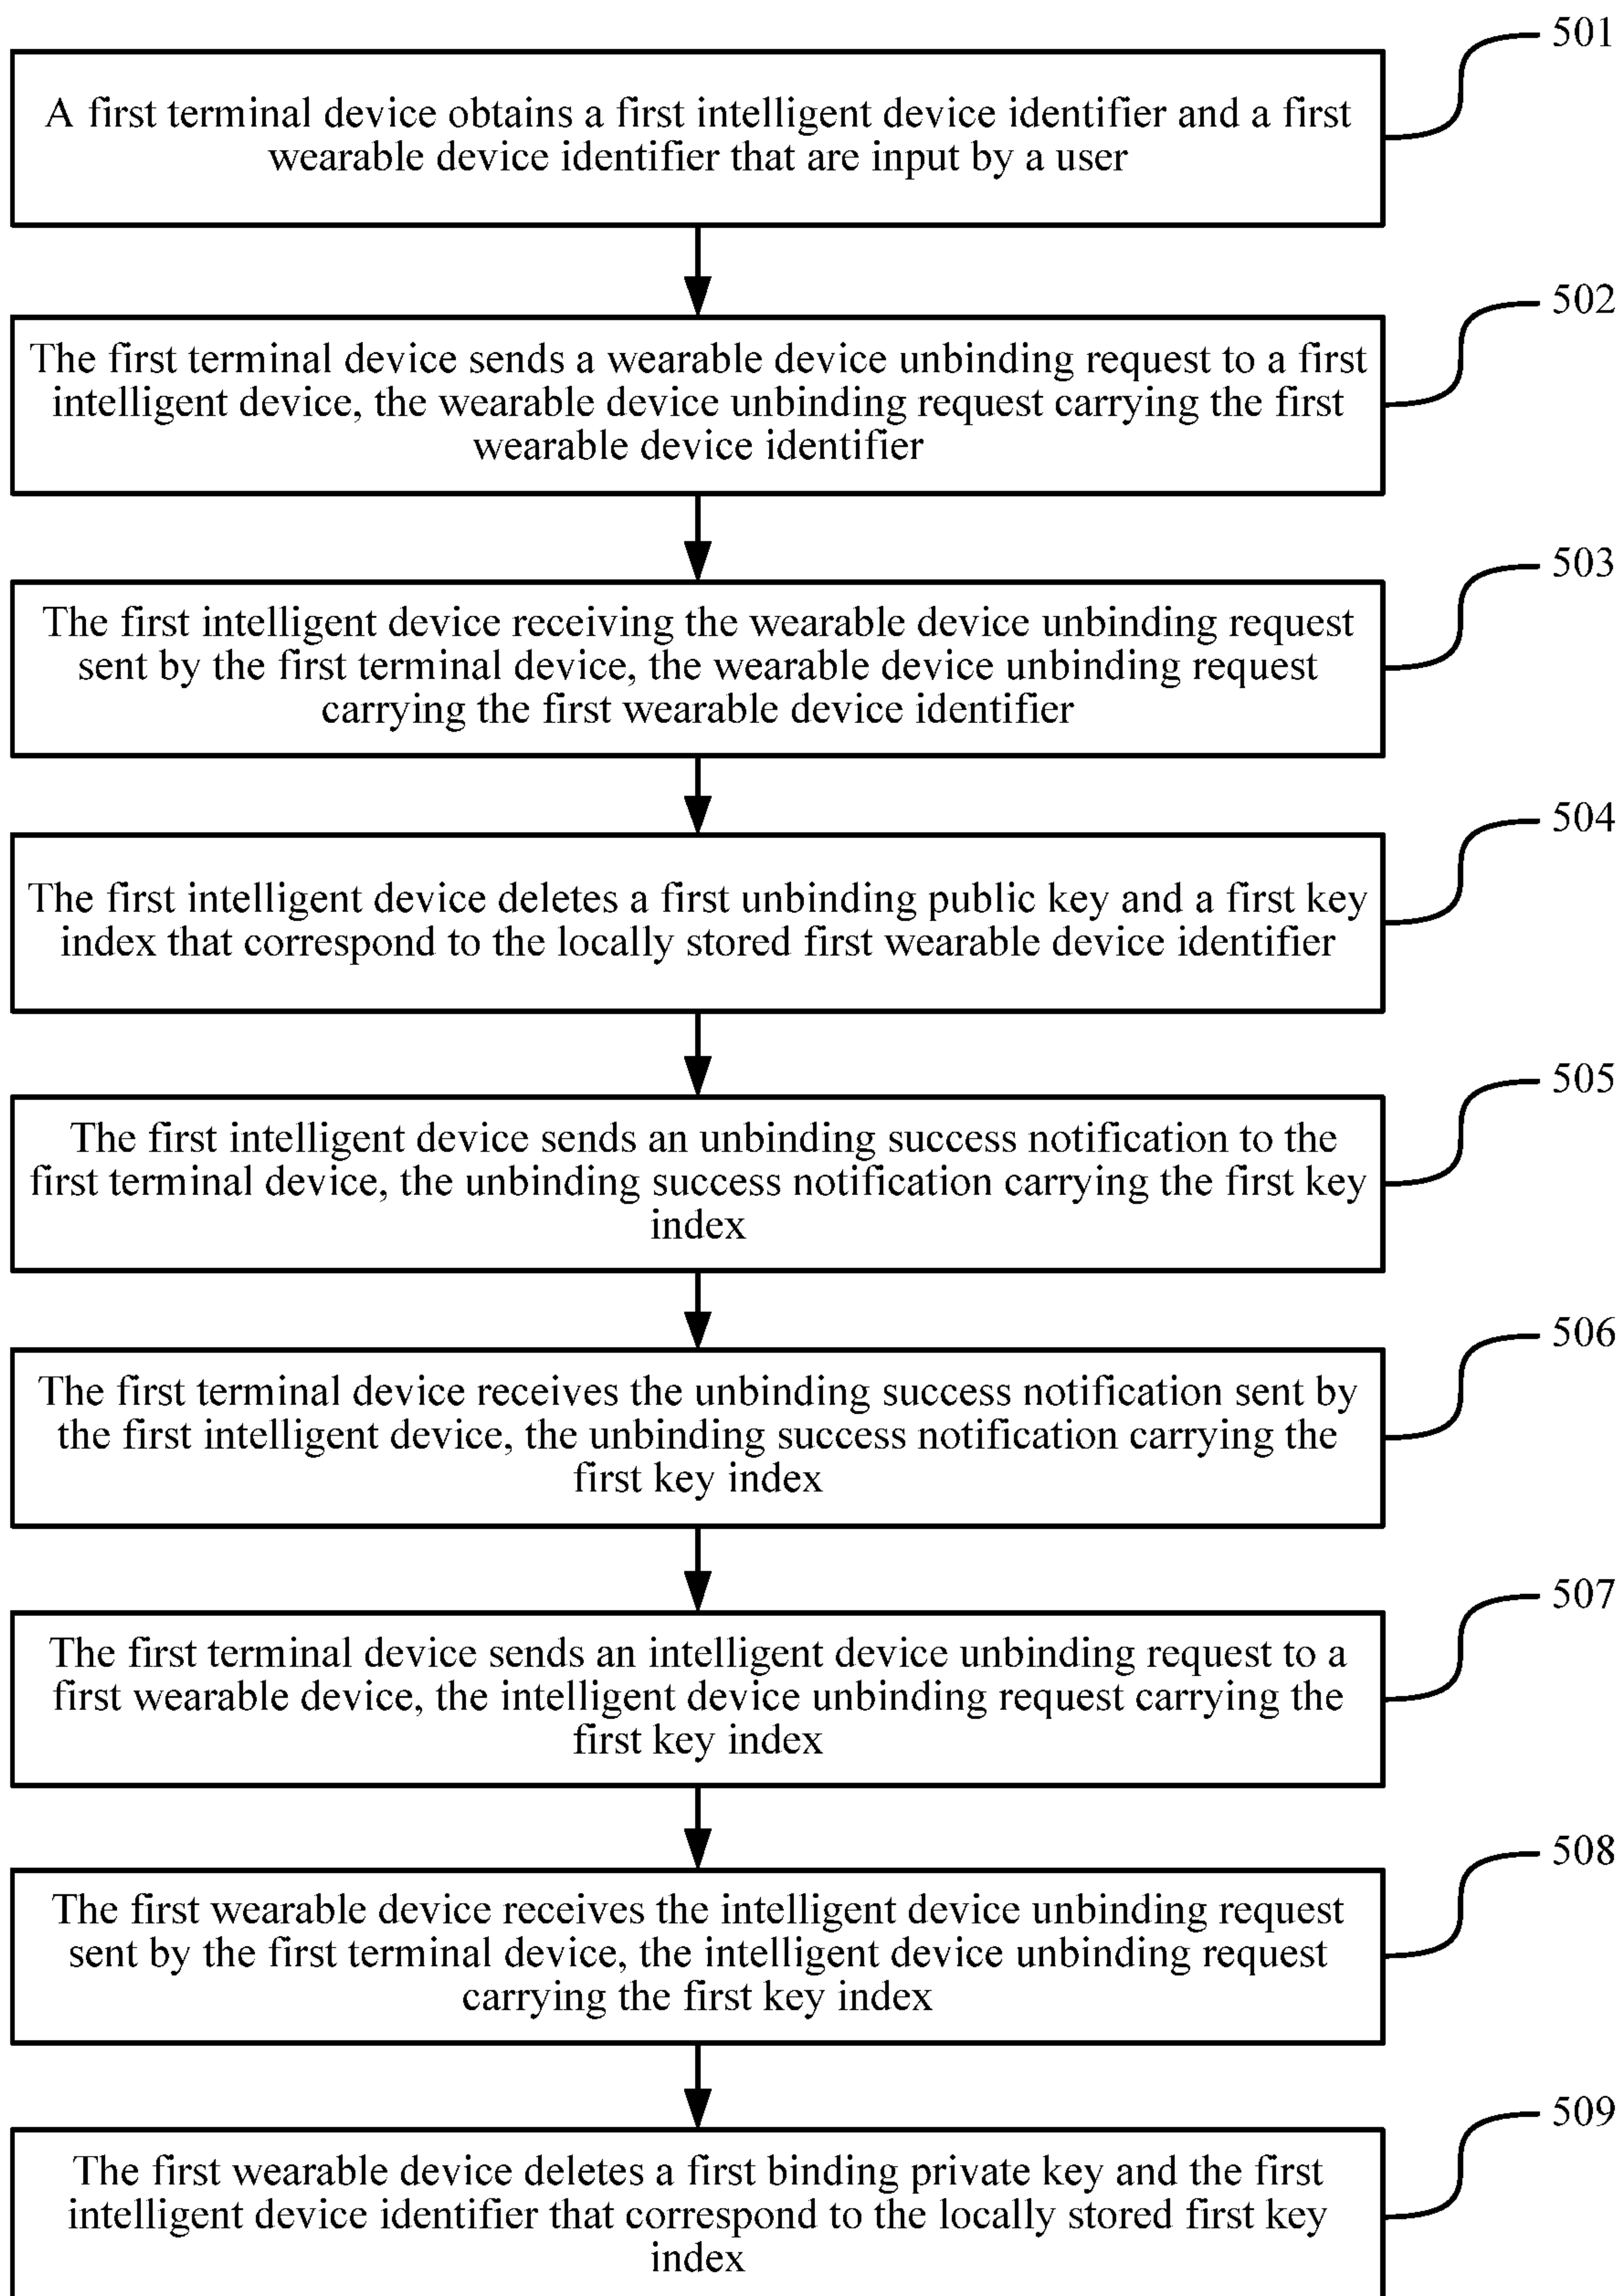 501
A first terminal device obtains a first intelligent device identifier and a first
wearable device identifier that are input by a user
502
The first terminal device sends a wearable device unbinding request to a first
intelligent device, the wearable device unbinding request carrying the first
wearable device identifier
503
The first intelligent device receiving the wearable device unbinding request
sent by the first terminal device, the wearable device unbinding request
carrying the first wearable device identifier
504
The first intelligent device deletes a first unbinding public key and a first key
index that correspond to the locally stored first wearable device identifier
505
The first intelligent device sends an unbinding success notification to the
first terminal device, the unbinding success notification carrying the first key
index
506
The first terminal device receives the unbinding success notification sent by
the first intelligent device, the unbinding success notification carrying the
first key index
507
The first terminal device sends an intelligent device unbinding request to a
first wearable device, the intelligent device unbinding request carrying the
first key index
508
The first wearable device receives the intelligent device unbinding request
sent by the first terminal device, the intelligent device unbinding request
carrying the first key index
509
The first wearable device deletes a first binding private key and the first
intelligent device identifier that correspond to the locally stored first key
index